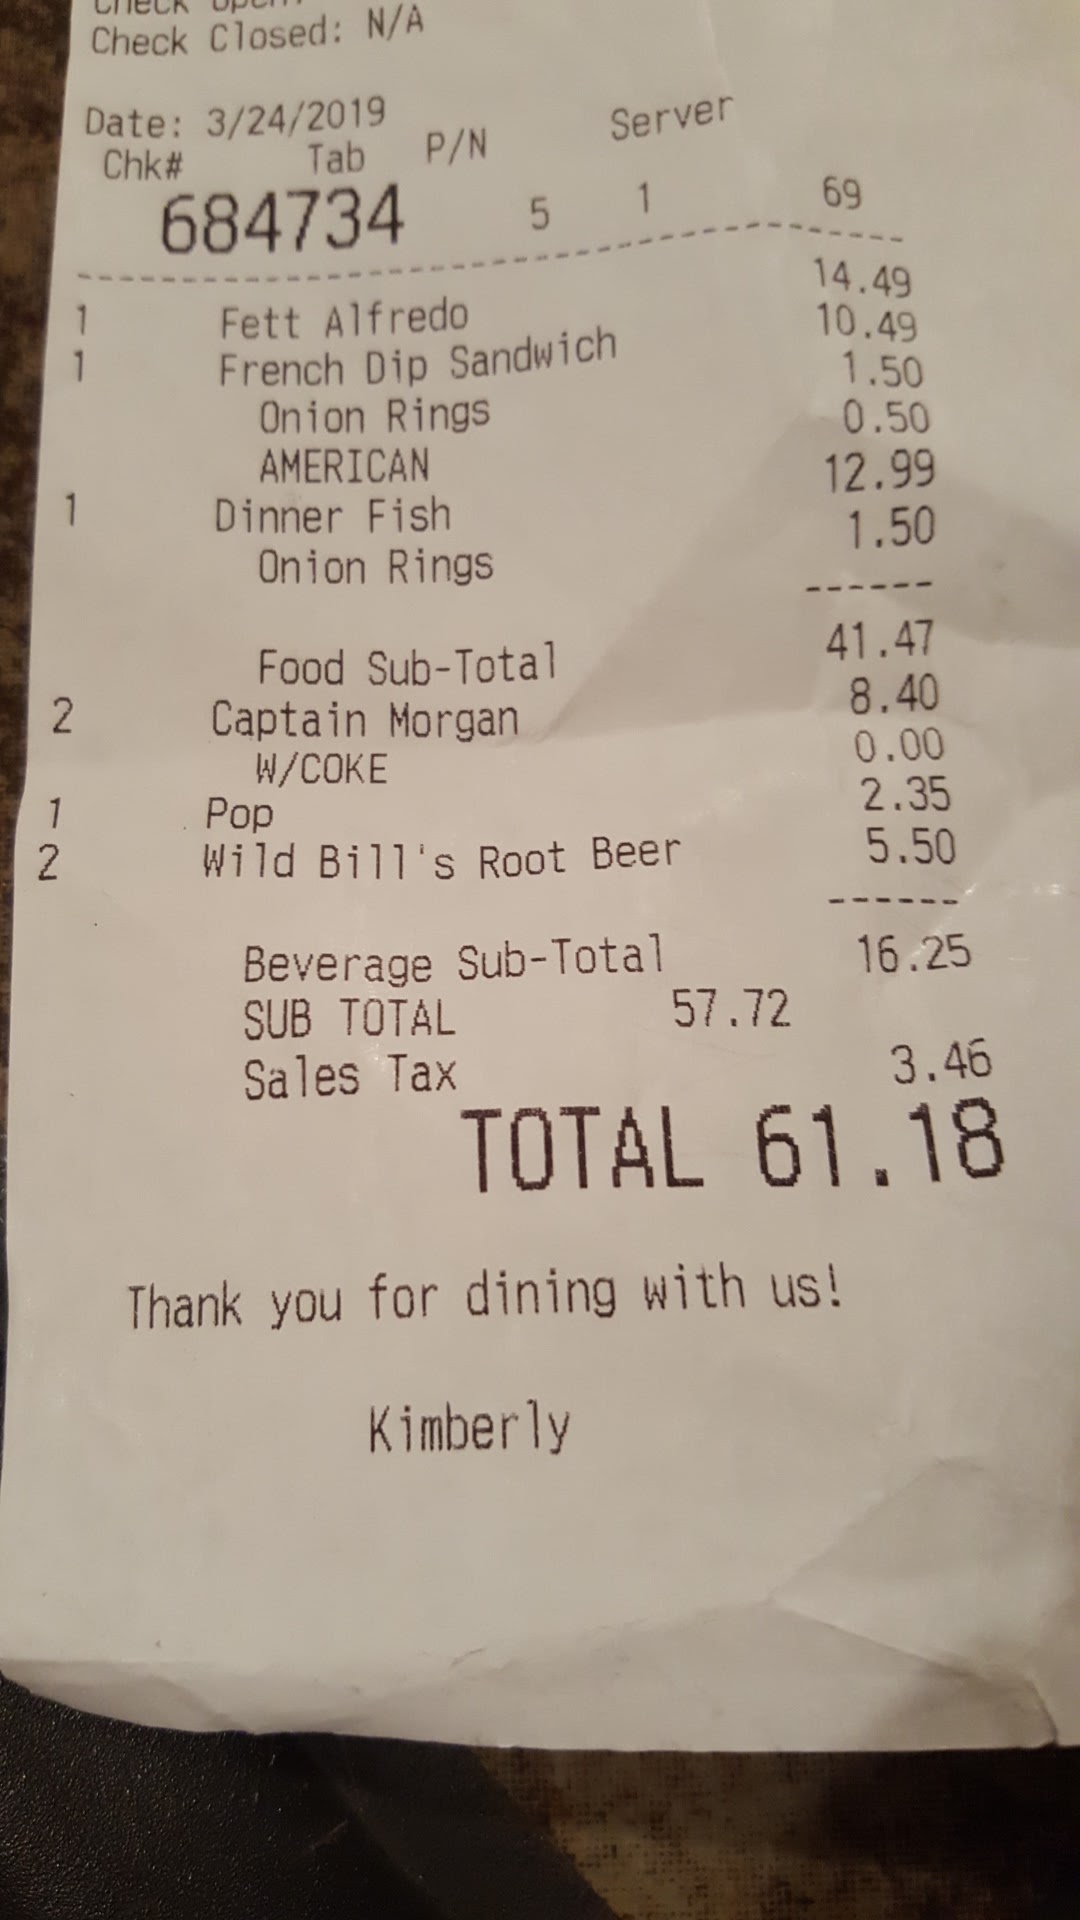 Check Open:
Check Closed: N/A
Date: 3/24/2019 Server
Chk# Tab P/N
684734 5 1 69
1 Fett Alfredo 14.49
1 French Dip Sandwich 10.49
Onion Rings 1.50
AMERICAN 0.50
1 Dinner Fish 12.99
Onion Rings 1.50
------
Food Sub-Total 41.47
2 Captain Morgan 8.40
W/COKE 0.00
1 Pop 2.35
2 Wild Bill's Root Beer 5.50
------
Beverage Sub-Total 16.25
SUB TOTAL 57.72
Sales Tax 3.46
TOTAL 61.18
Thank you for dining with us!
Kimberly